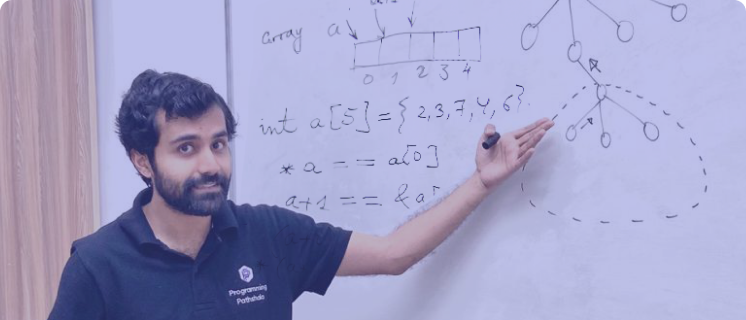 array a
0 1 2 3 4
int a[5] = { 2,3,7,4,6}
*a == a[0]
a+1 == &a[
Programming
Pathshala